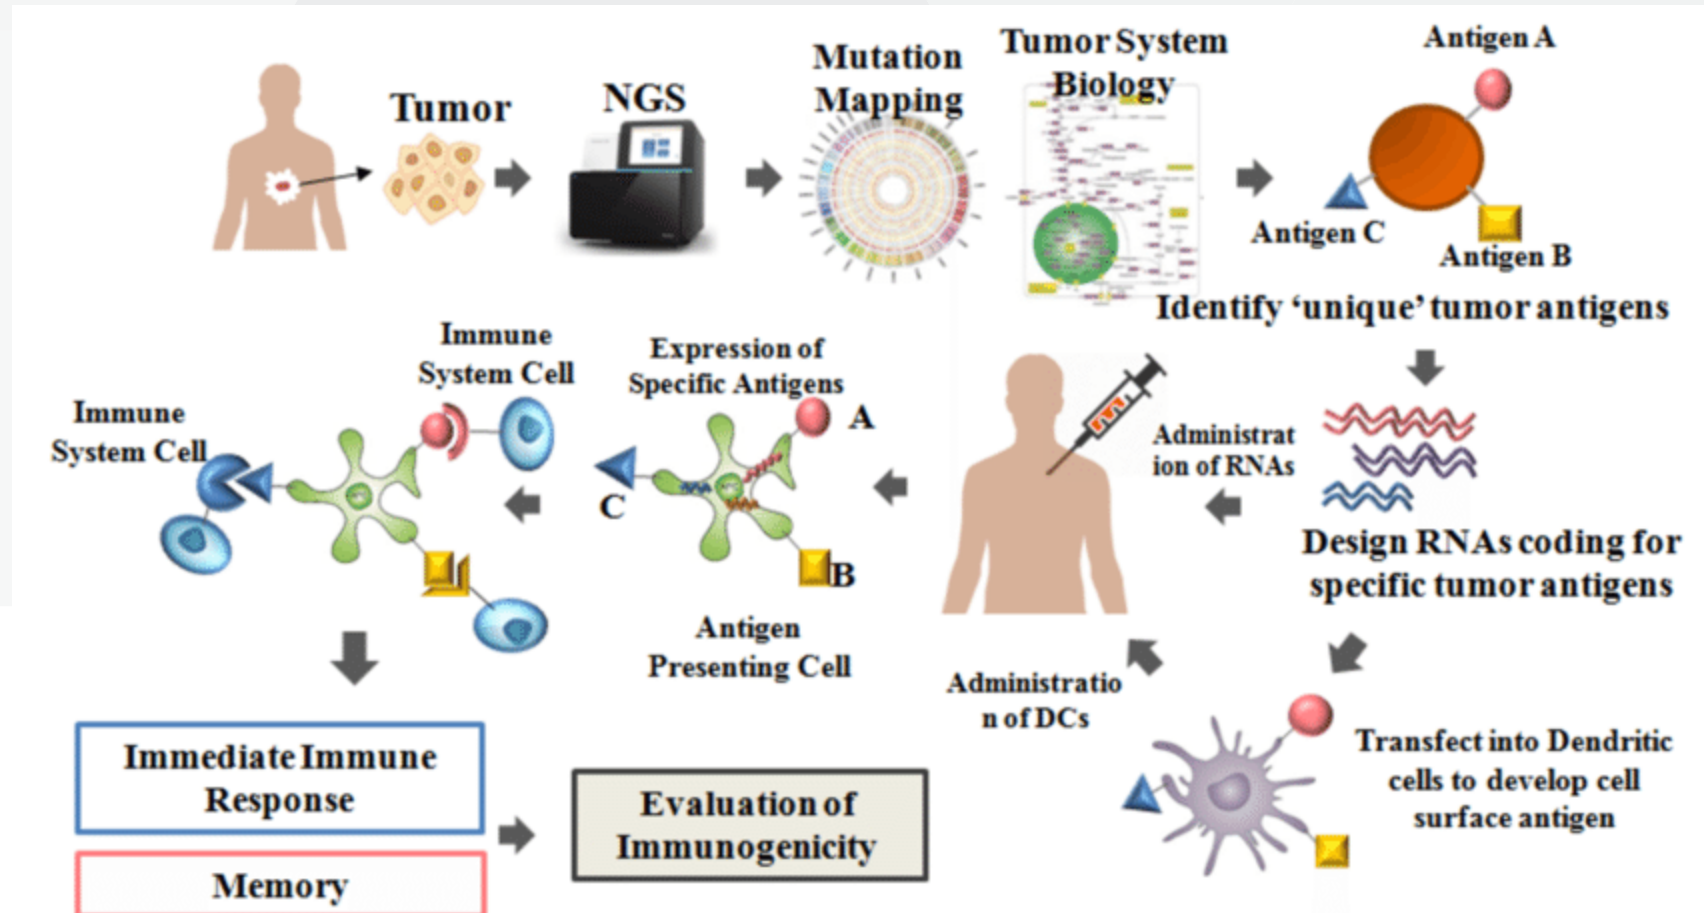 Tumor
NGS
Mutation
Mapping
Tumor System
Biology
Antigen A
Antigen C
Antigen B
Identify ‘unique’ tumor antigens
Immune
System Cell
Immune
System Cell
Expression of
Specific Antigens
A
C
B
Antigen
Presenting Cell
Administrat
ion of RNAs
Design RNAs coding for
specific tumor antigens
Administratio
n of DCs
Transfect into Dendritic
cells to develop cell
surface antigen
Immediate Immune
Response
Memory
Evaluation of
Immunogenicity